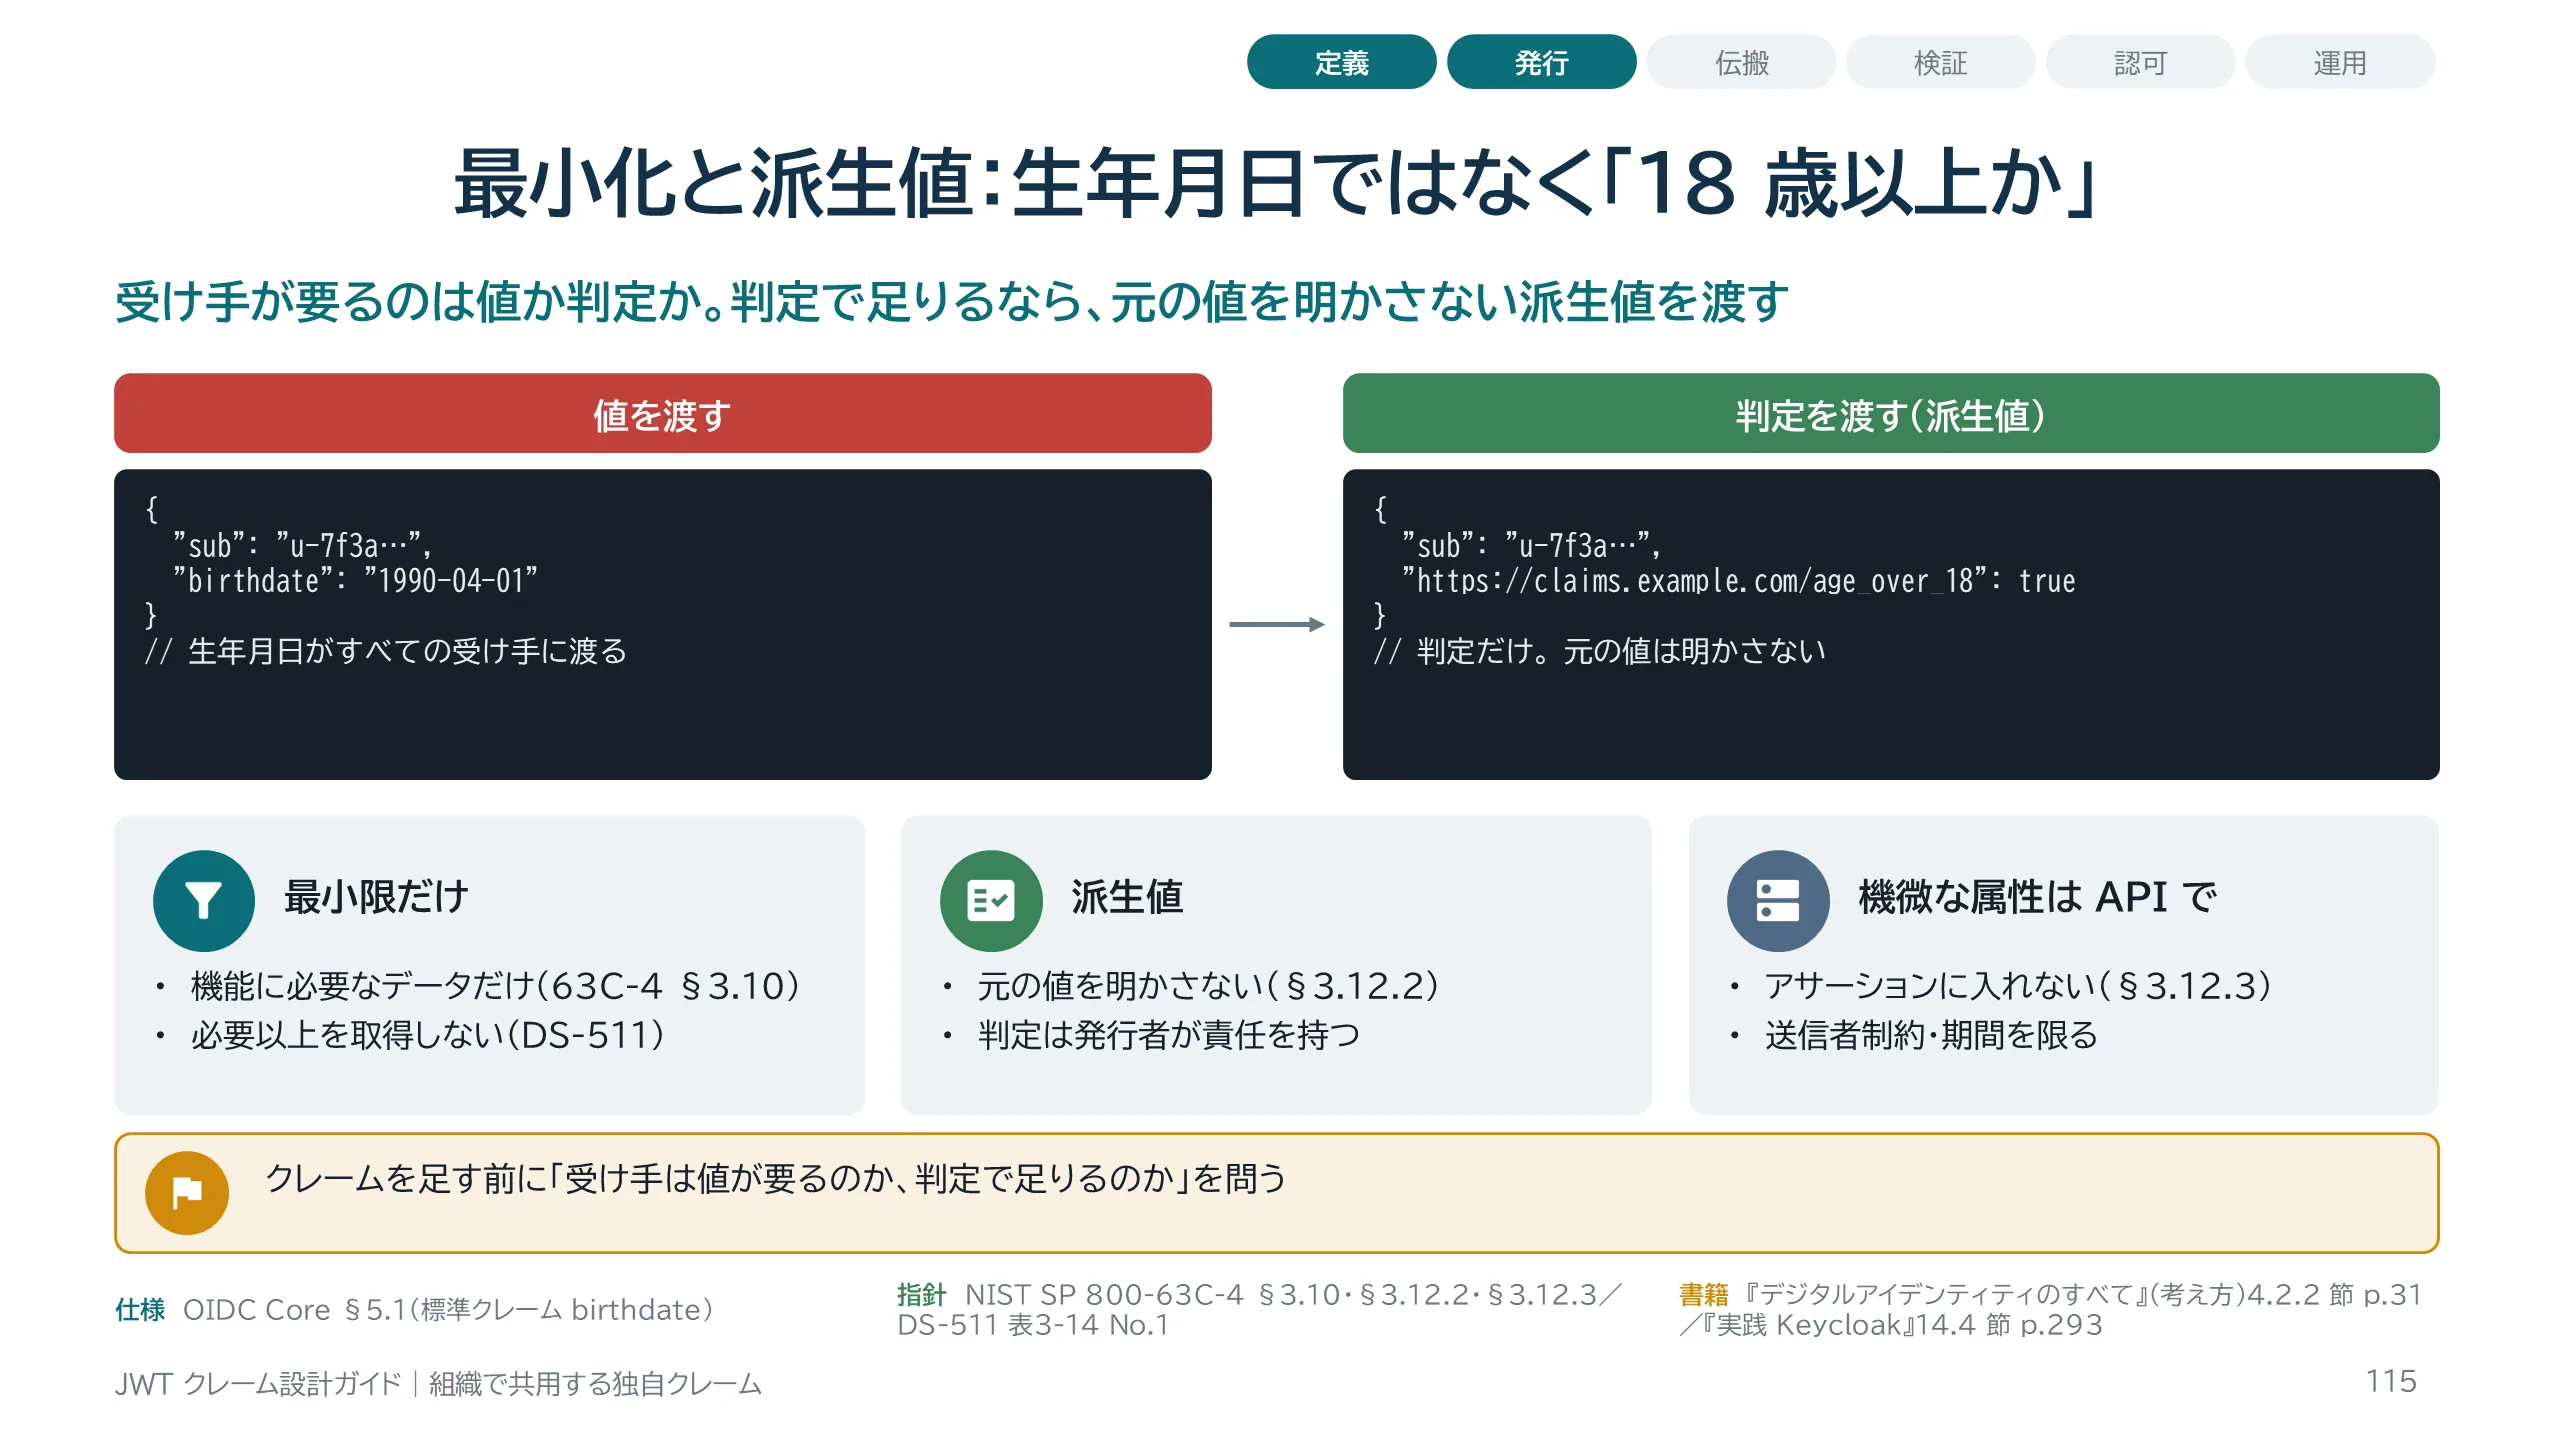 定義
発行
伝搬
検証
認可
運用
最小化と派生値：生年月日ではなく「18 歳以上か」
受け手が要るのは値か判定か。判定で足りるなら、元の値を明かさない派生値を渡す
値を渡す
{
  "sub": "u-7f3a…",
  "birthdate": "1990-04-01"
}
// 生年月日がすべての受け手に渡る
判定を渡す（派生値）
{
  "sub": "u-7f3a…",
  "https://claims.example.com/age_over_18": true
}
// 判定だけ。元の値は明かさない
最小限だけ
• 機能に必要なデータだけ（63C-4 §3.10）
• 必要以上を取得しない（DS-511）
派生値
• 元の値を明かさない（§3.12.2）
• 判定は発行者が責任を持つ
機微な属性は API で
• アサーションに入れない（§3.12.3）
• 送信者制約・期間を限る
クレームを足す前に「受け手は値が要るのか、判定で足りるのか」を問う
仕様 OIDC Core §5.1（標準クレーム birthdate）
指針 NIST SP 800-63C-4 §3.10・§3.12.2・§3.12.3／
DS-511 表3-14 No.1
書籍 『デジタルアイデンティティのすべて』（考え方）4.2.2 節 p.31
／『実践 Keycloak』14.4 節 p.293
JWT クレーム設計ガイド｜組織で共用する独自クレーム
115